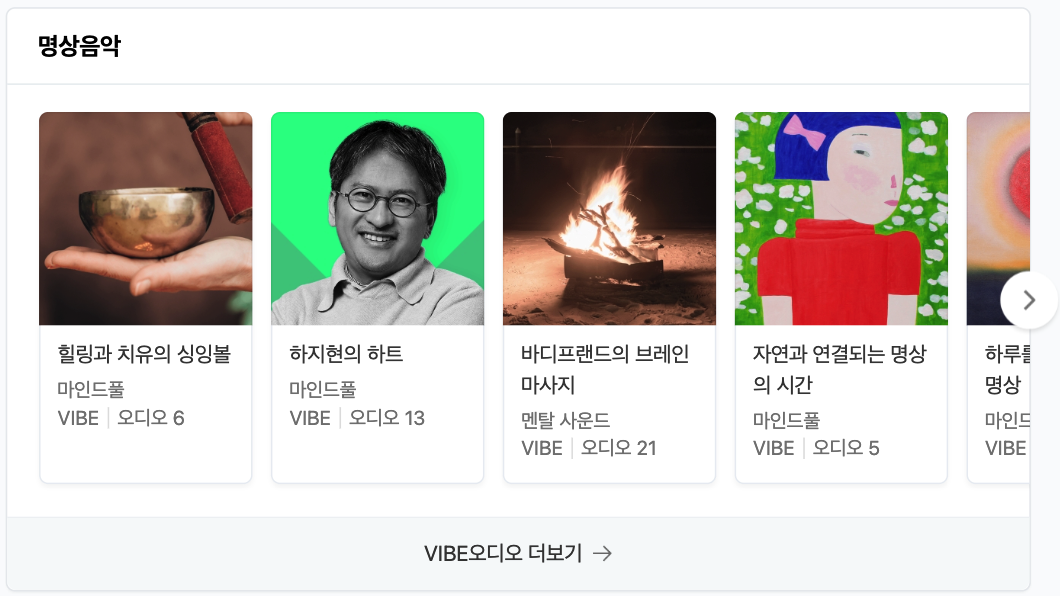 명상음악
힐링과 치유의 싱잉볼
마인드풀
VIBE | 오디오 6
하지현의 하트
마인드풀
VIBE | 오디오 13
바디프랜드의 브레인
마사지
멘탈 사운드
VIBE | 오디오 21
자연과 연결되는 명상
의 시간
마인드풀
VIBE | 오디오 5
하루
명상
마인
VIBE
VIBE오디오 더보기 →